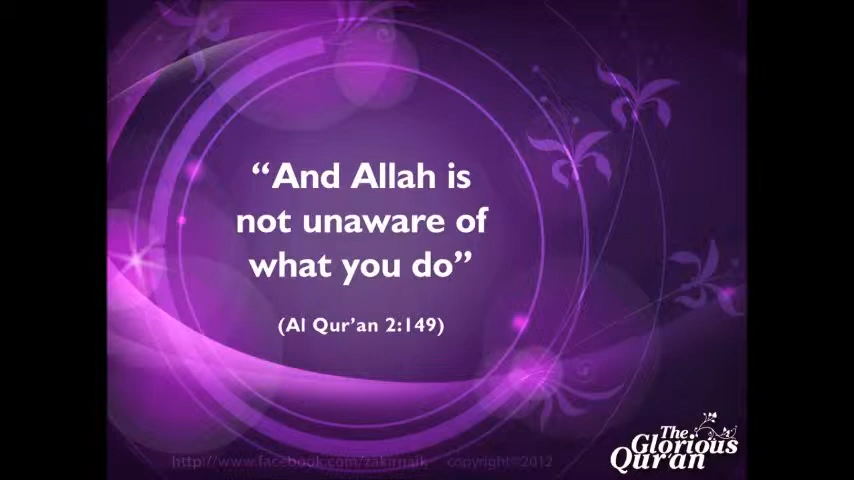 “And Allah is
not unaware of
what you do”
(Al Qur’an 2:149)
http://www.facebook.com/zakirnaik copyright©2012
The
Glorious
Qur'an